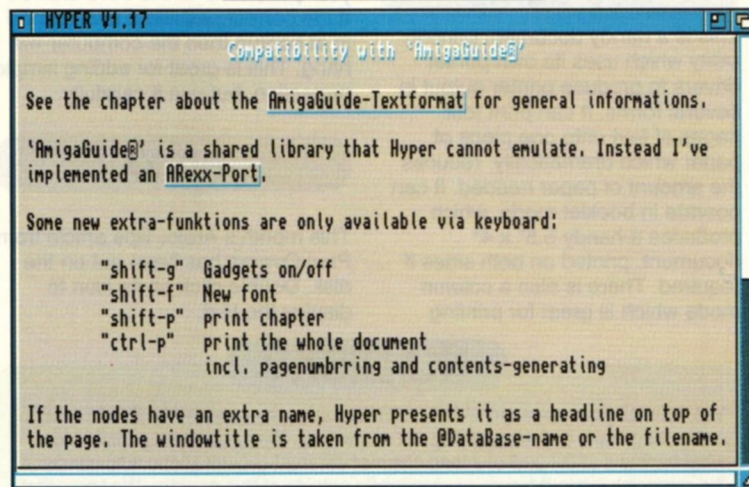 HYPER V1.17
Compatibility with 'AmigaGuide®'
See the chapter about the AmigaGuide-Textformat for general informations.
'AmigaGuide®' is a shared library that Hyper cannot emulate. Instead I've
implemented an ARexx-Port.
Some new extra-funktions are only available via keyboard:
"shift-g" Gadgets on/off
"shift-f" New font
"shift-p" print chapter
"ctrl-p" print the whole document
incl. pagenumbrring and contents-generating
If the nodes have an extra name, Hyper presents it as a headline on top of
the page. The windowtitle is taken from the @DataBase-name or the filename.